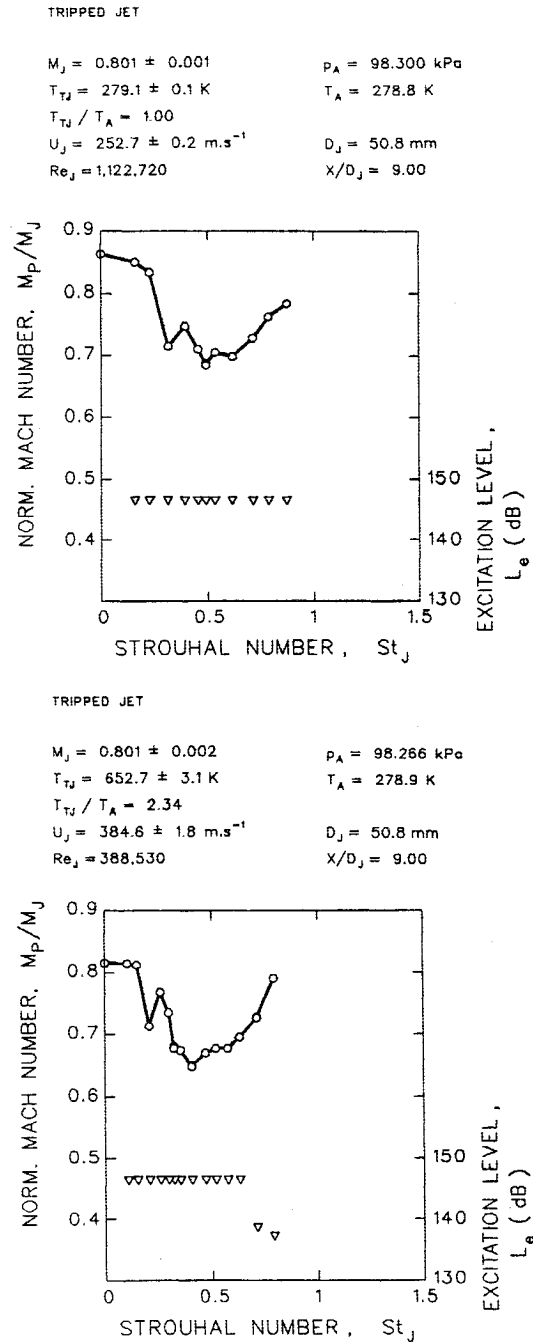 TRIPPED JET
M_J = 0.801 ± 0.001 p_A = 98.300 kPa
T_TJ = 279.1 ± 0.1 K T_A = 278.8 K
T_TJ / T_A = 1.00
U_J = 252.7 ± 0.2 m.s⁻¹ D_J = 50.8 mm
Re_J = 1,122,720 X/D_J = 9.00
NORM. MACH NUMBER, M_P/M_J
0.9
0.8
0.7
0.6
0.5
0.4
150
140
130
EXCITATION LEVEL, L_e (dB)
0 0.5 1 1.5
STROUHAL NUMBER, St_J
TRIPPED JET
M_J = 0.801 ± 0.002 p_A = 98.266 kPa
T_TJ = 652.7 ± 3.1 K T_A = 278.9 K
T_TJ / T_A = 2.34
U_J = 384.6 ± 1.8 m.s⁻¹ D_J = 50.8 mm
Re_J = 388,530 X/D_J = 9.00
NORM. MACH NUMBER, M_P/M_J
0.9
0.8
0.7
0.6
0.5
0.4
150
140
130
EXCITATION LEVEL, L_e (dB)
0 0.5 1 1.5
STROUHAL NUMBER, St_J